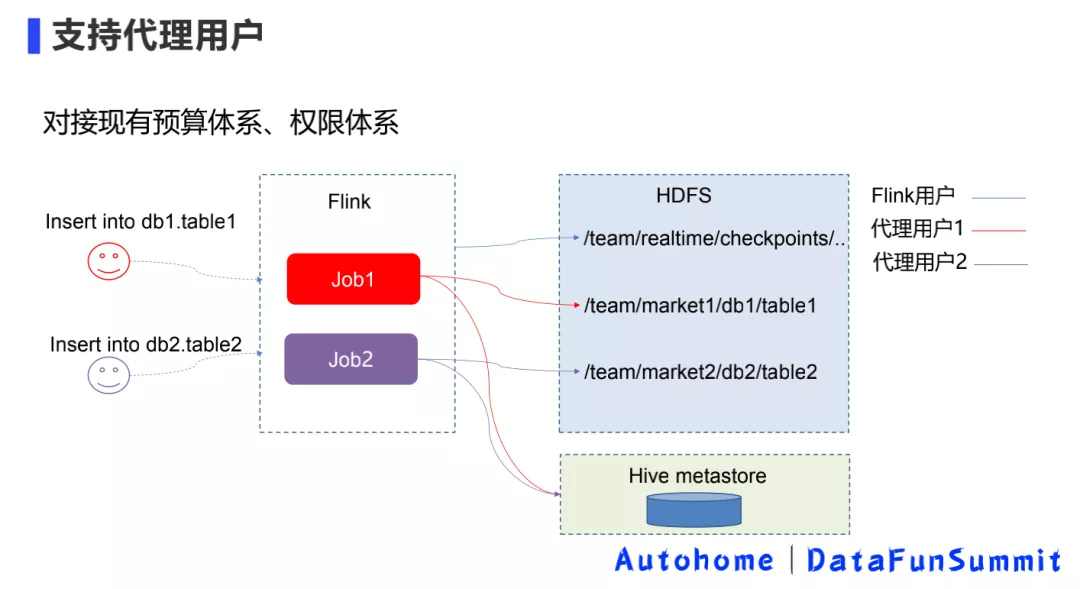 支持代理用户
对接现有预算体系、权限体系
Insert into db1.table1
Insert into db2.table2
Flink
Job1
Job2
HDFS
/team/realtime/checkpoints/..
/team/market1/db1/table1
/team/market2/db2/table2
Hive metastore
Flink用户
代理用户1
代理用户2
Autohome | DataFunSummit